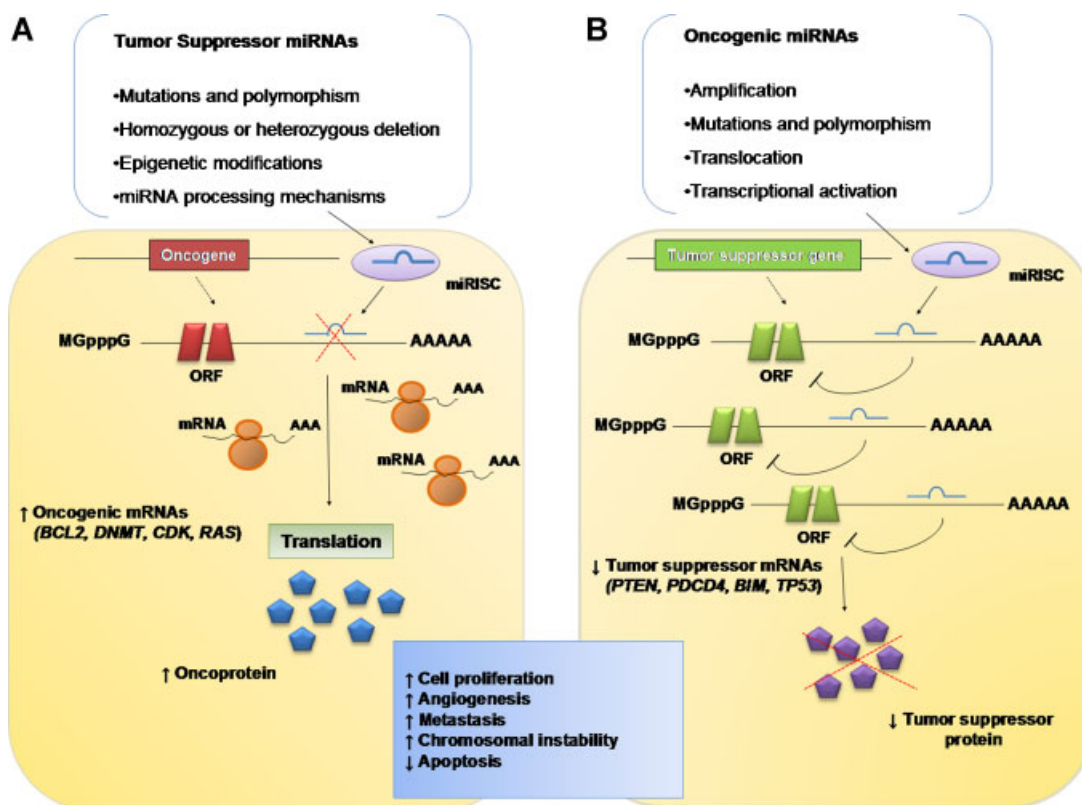 A
Tumor Suppressor miRNAs
•Mutations and polymorphism
•Homozygous or heterozygous deletion
•Epigenetic modifications
•miRNA processing mechanisms
Oncogene
miRISC
MGpppG
AAAAA
ORF
mRNA
AAA
mRNA
AAA
mRNA
AAA
↑ Oncogenic mRNAs
(BCL2, DNMT, CDK, RAS)
Translation
↑ Oncoprotein
B
Oncogenic miRNAs
•Amplification
•Mutations and polymorphism
•Translocation
•Transcriptional activation
Tumor suppressor gene
miRISC
MGpppG
AAAAA
ORF
MGpppG
AAAAA
ORF
MGpppG
AAAAA
ORF
↓ Tumor suppressor mRNAs
(PTEN, PDCD4, BIM, TP53)
↓ Tumor suppressor
protein
↑ Cell proliferation
↑ Angiogenesis
↑ Metastasis
↑ Chromosomal instability
↓ Apoptosis